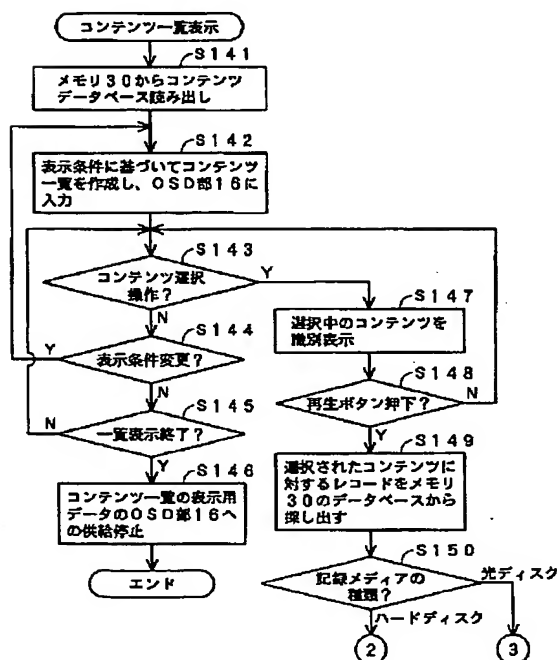 コンテンツ一覧表示
S141
メモリ30からコンテンツ
データベース読み出し
S142
表示条件に基づいてコンテンツ
一覧を作成し、OSD部16に
入力
S143
コンテンツ選択
操作?
Y
N
S144
表示条件変更?
Y
N
S145
一覧表示終了?
N
Y
S146
コンテンツ一覧の表示用
データのOSD部16へ
の供給停止
エンド
S147
選択中のコンテンツを
識別表示
S148
再生ボタン押下?
N
Y
S149
選択されたコンテンツに
対するレコードをメモリ
30のデータベースから
探し出す
S150
記録メディアの
種類?
光ディスク
ハードディスク
2
3